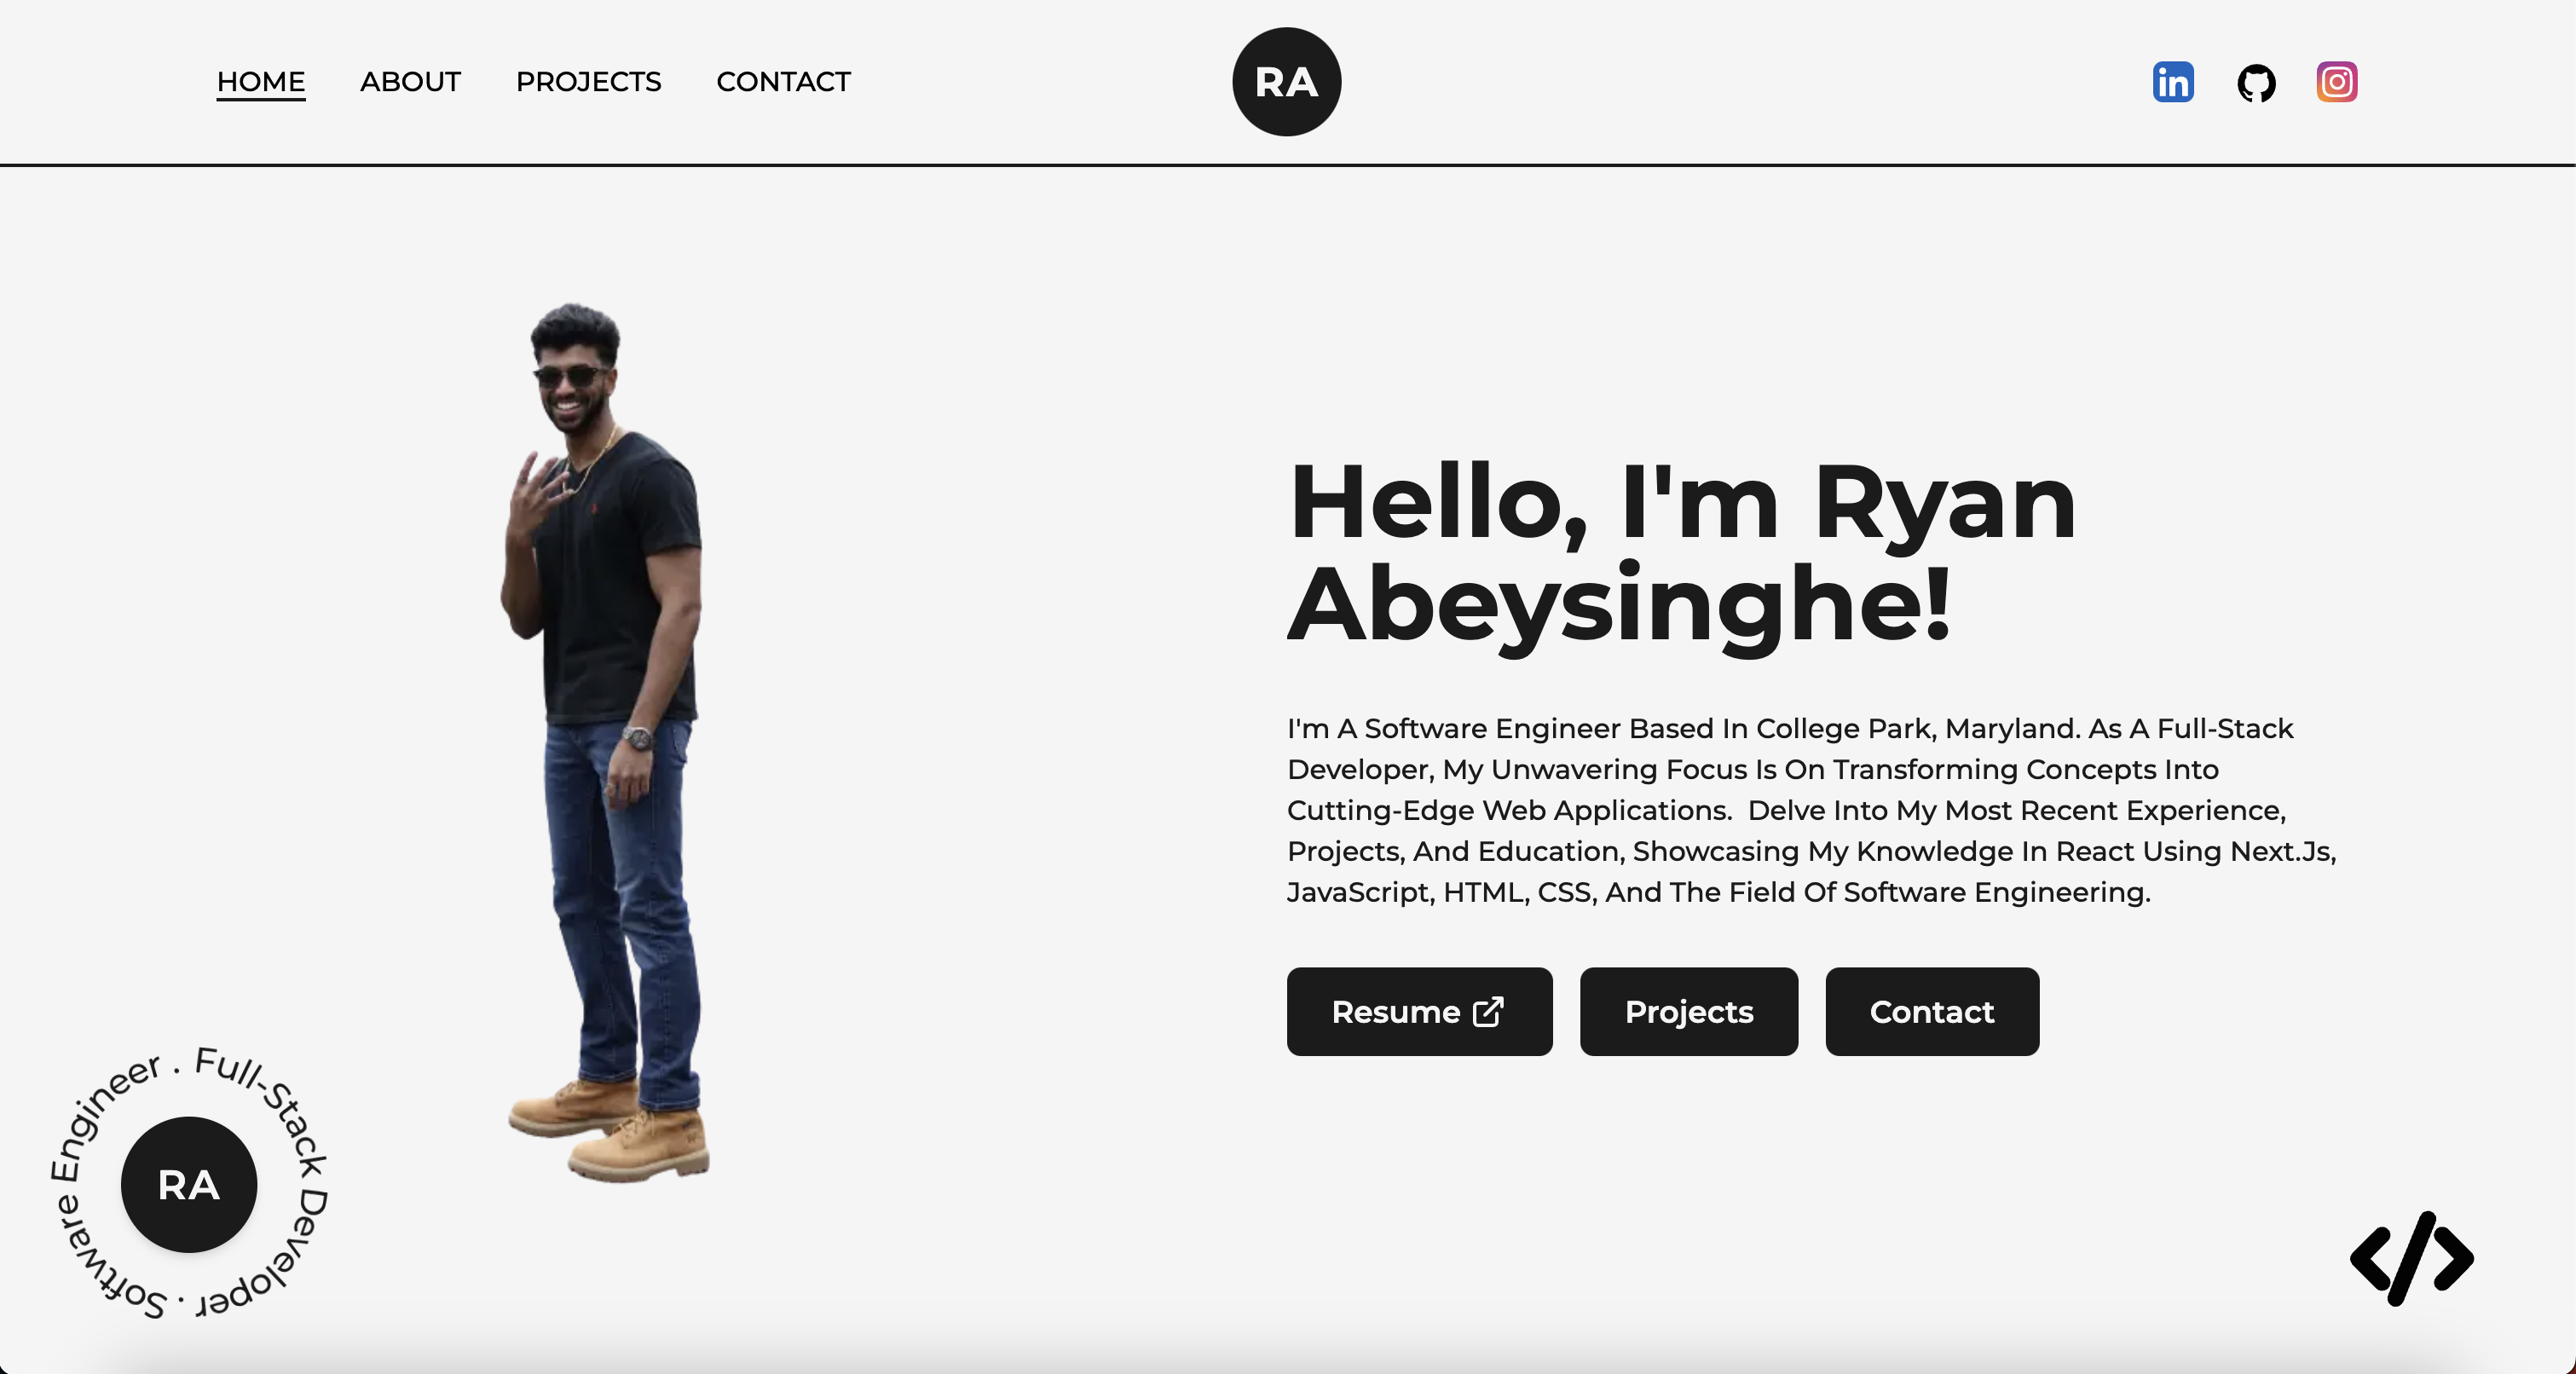 HOME ABOUT PROJECTS CONTACT
RA
in
Hello, I'm Ryan
Abeysinghe!
I'm A Software Engineer Based In College Park, Maryland. As A Full-Stack
Developer, My Unwavering Focus Is On Transforming Concepts Into
Cutting-Edge Web Applications.  Delve Into My Most Recent Experience,
Projects, And Education, Showcasing My Knowledge In React Using Next.Js,
JavaScript, HTML, CSS, And The Field Of Software Engineering.
Resume
Projects
Contact
Full-Stack Developer . Software Engineer .
RA
</>